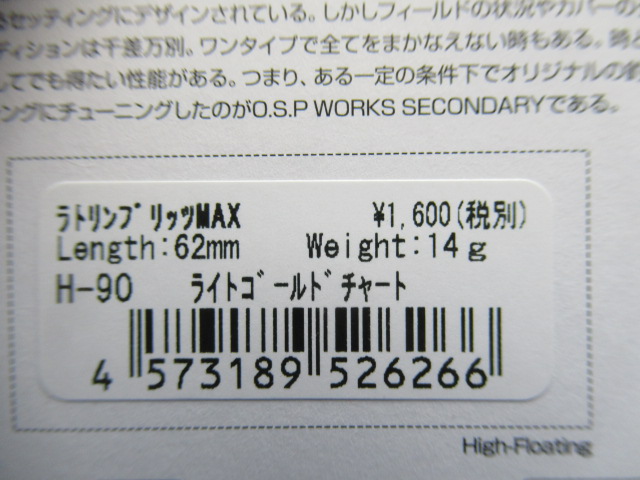 セッティングにデザインされている。しかしフィールドの状況やカバーの
ディションは千差万別。ワンタイプで全てをまかなえない時もある。時
してでも得たい性能がある。つまり、ある一定の条件下でオリジナルの
ングにチューニングしたのがO.S.P WORKS SECONDARYである。
ラトリンブリッツMAX ¥1,600(税別)
Length:62mm Weight:14g
H-90 ライトゴールドチャート
4 573189 526266
High-Floating